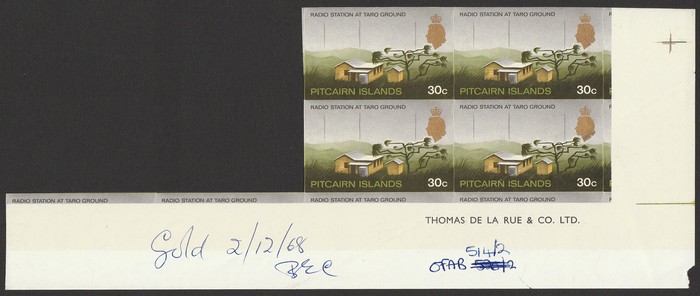 RADIO STATION AT TARO GROUND RADIO STATION AT TARO GROUND
PITCAIRN ISLANDS 30c PITCAIRN ISLANDS 30c
RADIO STATION AT TARO GROUND RADIO STATION AT TARO GROUND
PITCAIRN ISLANDS 30c PITCAIRN ISLANDS 30c
RADIO STATION AT TARO GROUND RADIO STATION AT TARO GROUND RADIO STATION AT TARO GROUND RADIO STATION AT TARO GROUND
THOMAS DE LA RUE & CO. LTD.
Gold 2/12/68
514/2